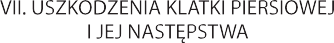 VII. USZKODZENIA KLATKI PIERSIOWEJ
I JEJ NASTĘPSTWA